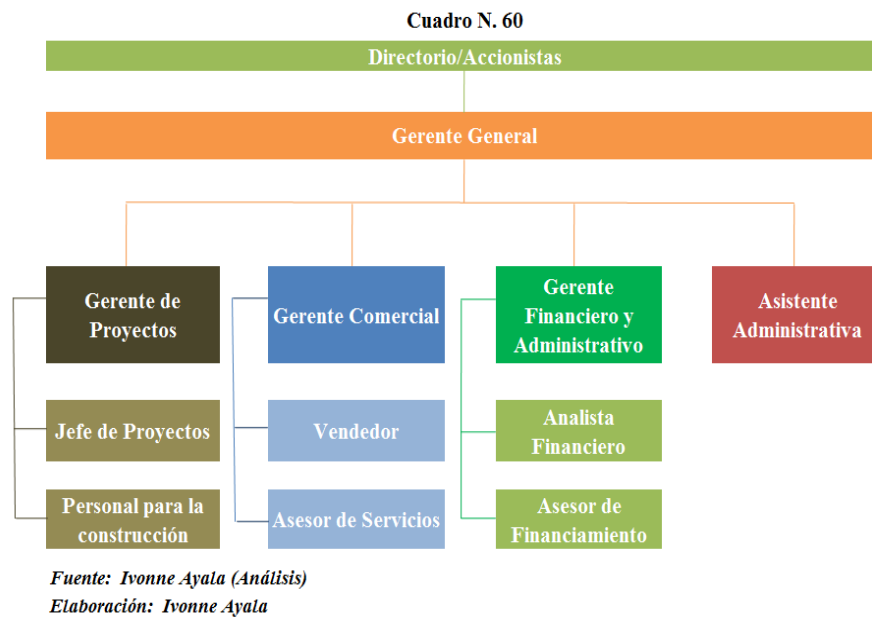 Cuadro N. 60
Directorio/Accionistas
Gerente General
Gerente de
Proyectos
Gerente Comercial
Gerente
Financiero y
Administrativo
Asistente
Administrativa
Jefe de Proyectos
Vendedor
Analista
Financiero
Personal para la
construcción
Asesor de Servicios
Asesor de
Financiamiento
Fuente: Ivonne Ayala (Análisis)
Elaboración: Ivonne Ayala